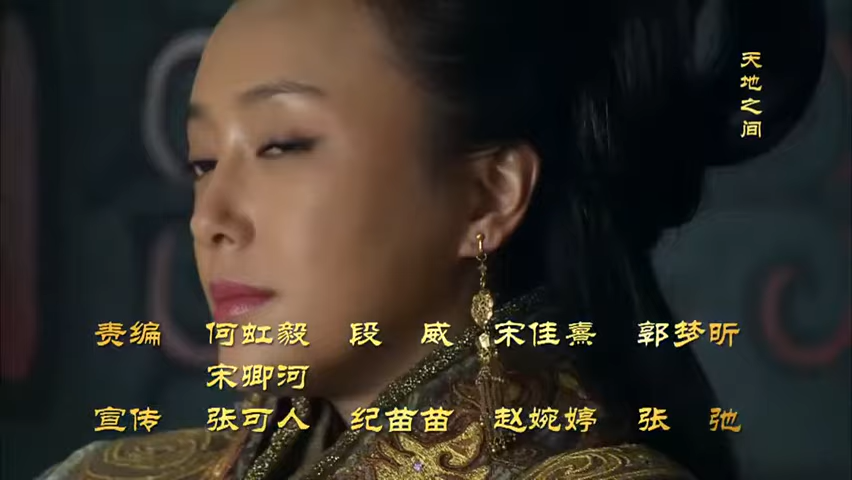 天地之间
责编 何虹毅 段威 宋佳熹 郭梦昕
宋卿河
宣传 张可人 纪苗苗 赵婉婷 张弛